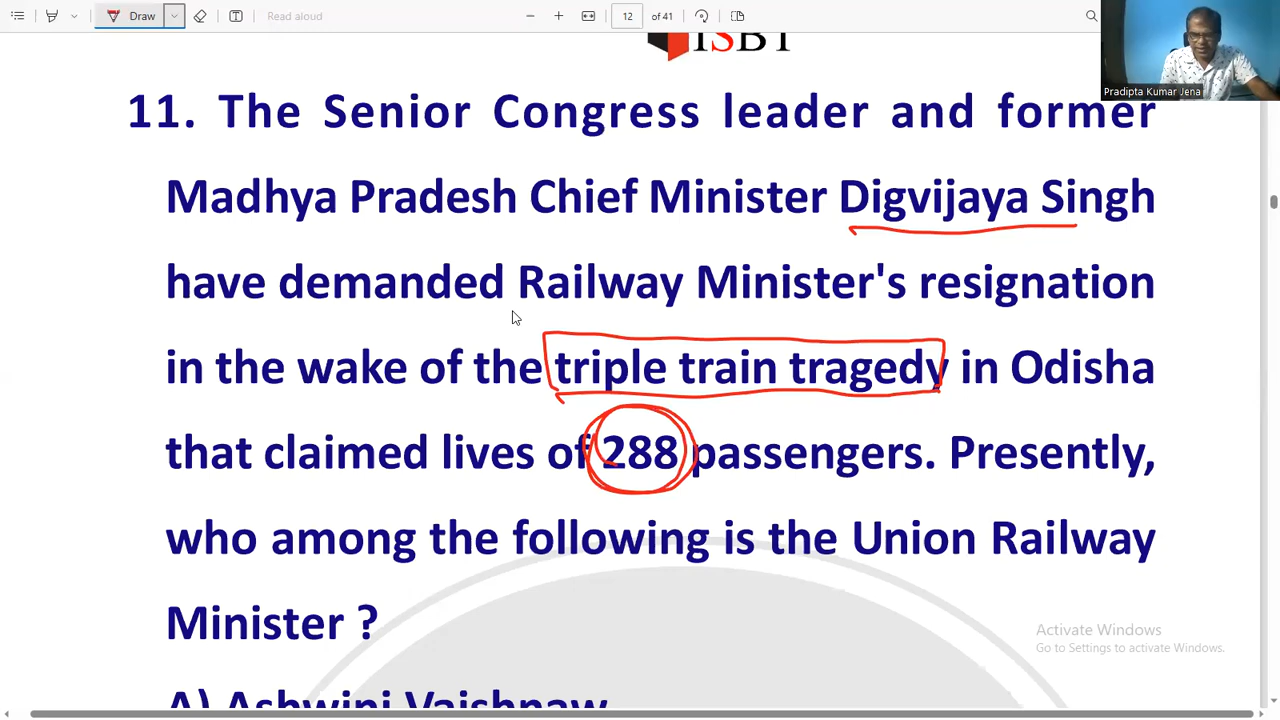 Draw
Read aloud
12 of 41
ISBT
Pradipta Kumar Jena
11. The Senior Congress leader and former
Madhya Pradesh Chief Minister Digvijaya Singh
have demanded Railway Minister's resignation
in the wake of the triple train tragedy in Odisha
that claimed lives of 288 passengers. Presently,
who among the following is the Union Railway
Minister ?
Activate Windows
Go to Settings to activate Windows.
A) Ashwini Vaishnaw